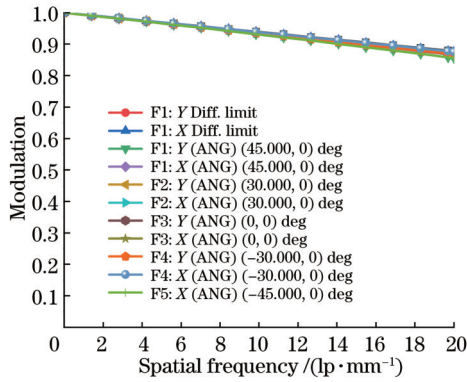 1.0
0.9
0.8
0.7
0.6
0.5
0.4
0.3
0.2
0.1
Modulation
F1: Y Diff. limit
F1: X Diff. limit
F1: Y (ANG) (45.000, 0) deg
F1: X (ANG) (45.000, 0) deg
F2: Y (ANG) (30.000, 0) deg
F2: X (ANG) (30.000, 0) deg
F3: Y (ANG) (0, 0) deg
F3: X (ANG) (0, 0) deg
F4: Y (ANG) (−30.000, 0) deg
F4: X (ANG) (−30.000, 0) deg
F5: X (ANG) (−45.000, 0) deg
0 2 4 6 8 10 12 14 16 18 20
Spatial frequency /(lp·mm⁻¹)